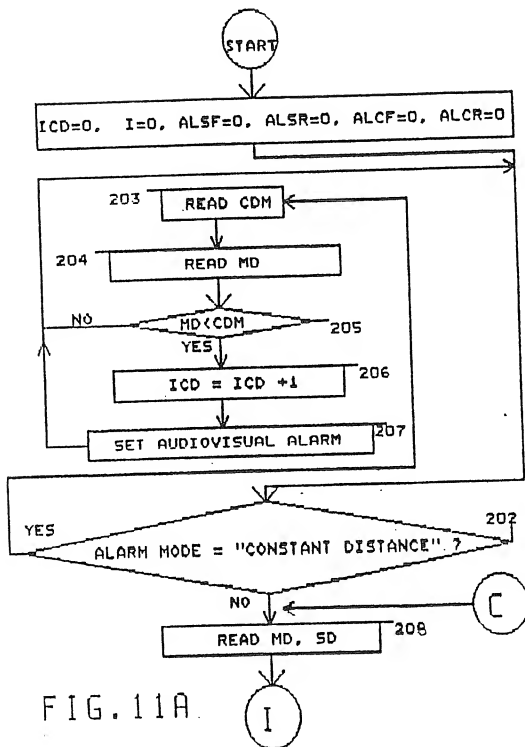 START
ICD=0, I=0, ALSF=0, ALSR=0, ALCF=0, ALCR=0
203
READ CDM
204
READ MD
NO
MD<CDM
205
YES
ICD = ICD +1
206
SET AUDIOVISUAL ALARM
207
YES
ALARM MODE = "CONSTANT DISTANCE" ?
202
NO
C
READ MD, SD
208
FIG.11A
I